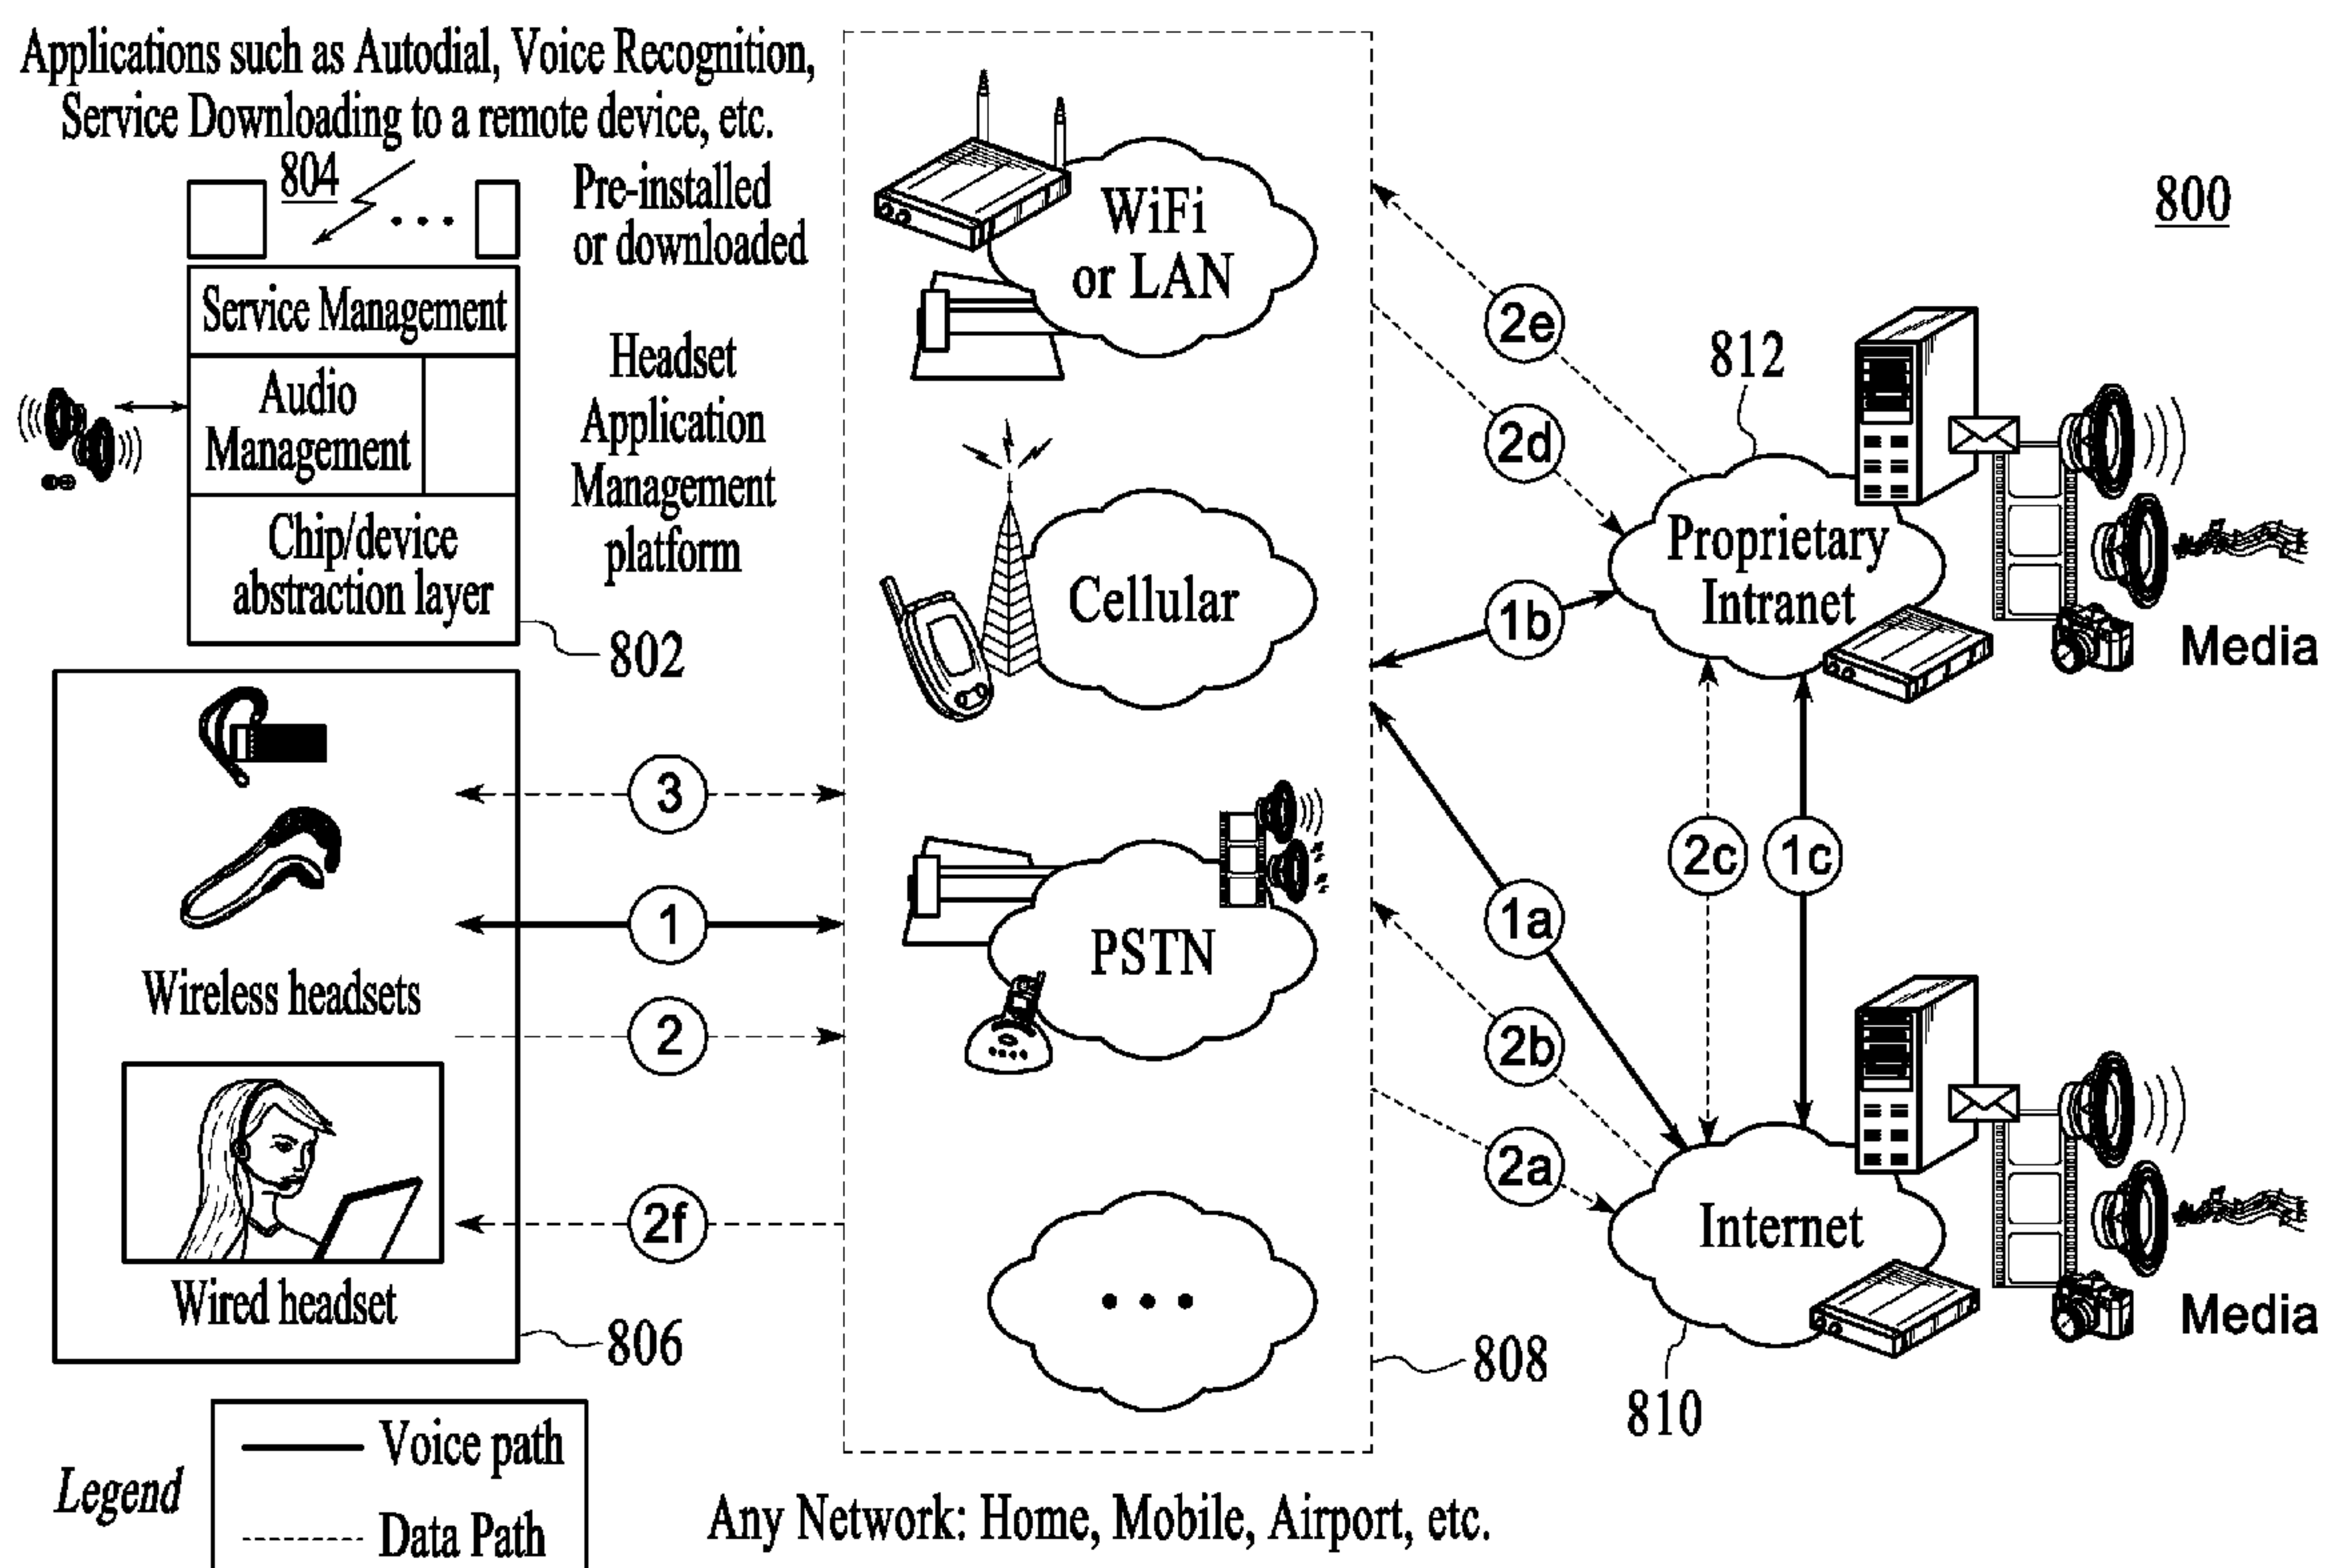 Applications such as Autodial, Voice Recognition,
Service Downloading to a remote device, etc.
804
Pre-installed
or downloaded
Service Management
Audio
Management
Chip/device
abstraction layer
Headset
Application
Management
platform
802
Wireless headsets
Wired headset
806
3
1
2
2f
WiFi
or LAN
Cellular
PSTN
808
Any Network: Home, Mobile, Airport, etc.
2e
2d
1b
1a
2b
2a
2c
1c
800
812
Proprietary
Intranet
Media
Internet
810
Media
Legend
Voice path
Data Path